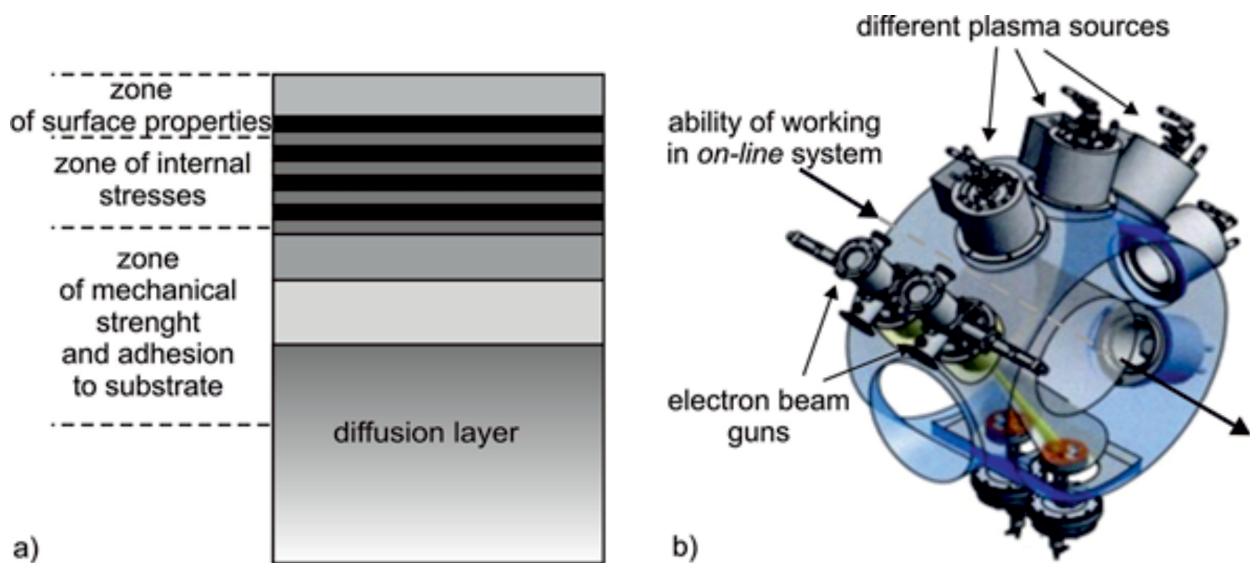 zone
of surface properties
zone of internal
stresses
zone
of mechanical
strenght
and adhesion
to substrate
diffusion layer
a)
different plasma sources
ability of working
in on-line system
electron beam
guns
b)